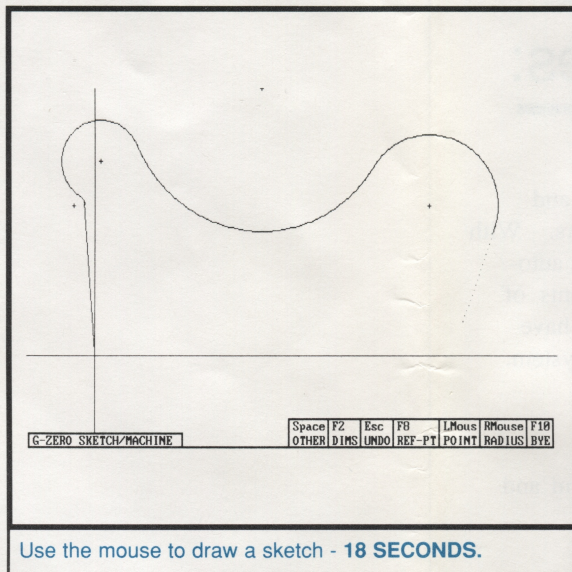 Space F2 Esc F8 LMous RMouse F10
G-ZERO SKETCH/MACHINE OTHER DIMS UNDO REF-PT POINT RADIUS BYE
Use the mouse to draw a sketch - 18 SECONDS.